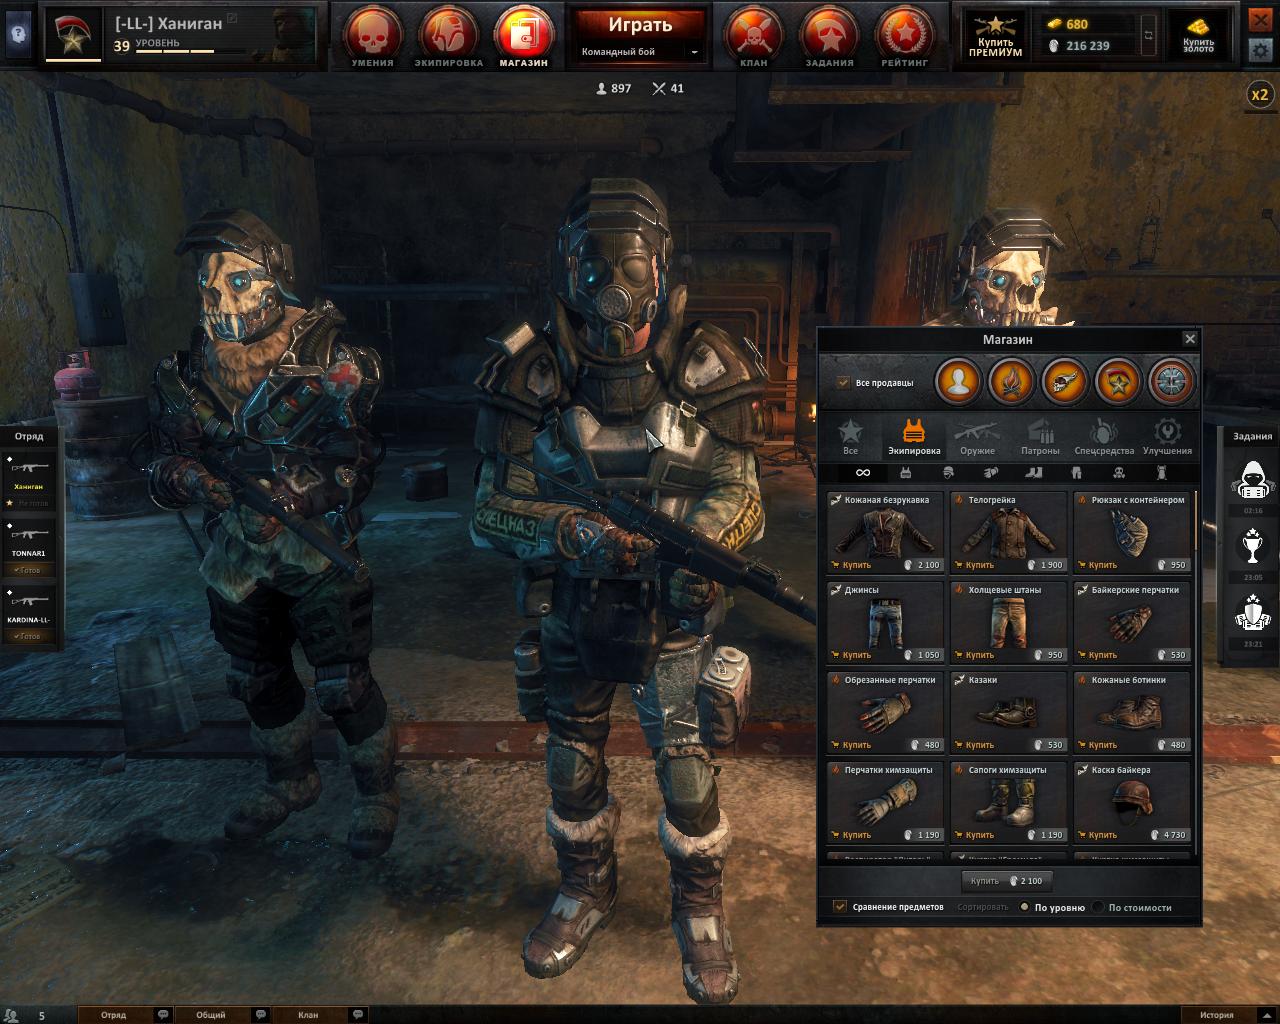 [-LL-] Ханиган
39 УРОВЕНЬ
УМЕНИЯ
ЭКИПИРОВКА
МАГАЗИН
Играть
Командный бой
КЛАН
ЗАДАНИЯ
РЕЙТИНГ
Купить ПРЕМИУМ
680
216 239
Купить золото
897
41
x2
СПЕЦНАЗ
Отряд
Ханиган
Не готов
TONNAR1
Готов
KARDINA-LL-
Готов
Магазин
Все продавцы
Все
Экипировка
Оружие
Патроны
Спецсредства
Улучшения
Кожаная безрукавка
Купить 2 100
Телогрейка
Купить 1 900
Рюкзак с контейнером
Купить 950
Джинсы
Купить 1 050
Холщевые штаны
Купить 950
Байкерские перчатки
Купить 530
Обрезанные перчатки
Купить 480
Казаки
Купить 530
Кожаные ботинки
Купить 480
Перчатки химзащиты
Купить 1 190
Сапоги химзащиты
Купить 1 190
Каска байкера
Купить 4 730
Купить 2 100
Сравнение предметов
Сортировать
По уровню
По стоимости
Задания
02:16
23:05
23:21
5
Отряд
Общий
Клан
История